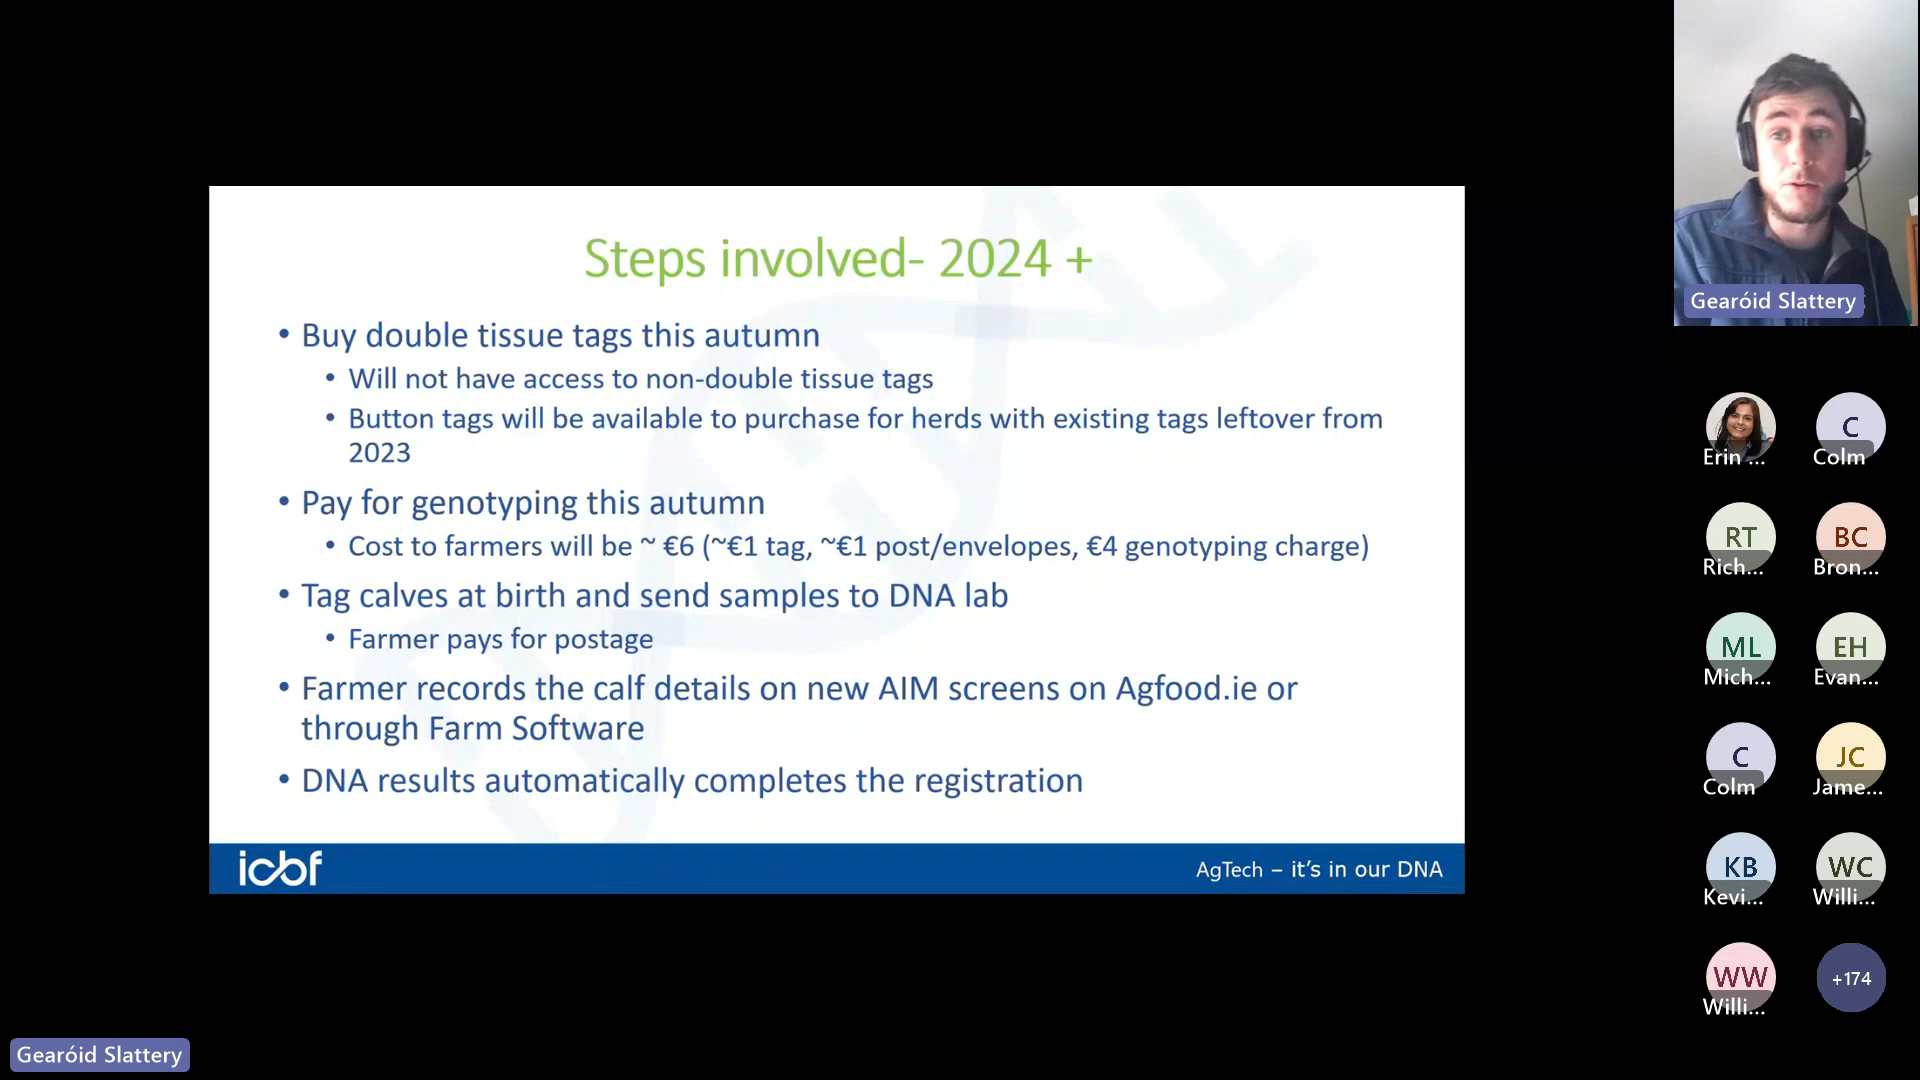 Steps involved- 2024 +
• Buy double tissue tags this autumn
• Will not have access to non-double tissue tags
• Button tags will be available to purchase for herds with existing tags leftover from
2023
• Pay for genotyping this autumn
• Cost to farmers will be ~ €6 (~€1 tag, ~€1 post/envelopes, €4 genotyping charge)
• Tag calves at birth and send samples to DNA lab
• Farmer pays for postage
• Farmer records the calf details on new AIM screens on Agfood.ie or
through Farm Software
• DNA results automatically completes the registration
icbf
AgTech – it's in our DNA
Gearóid Slattery
Erin ...
C
Colm
RT
Rich...
BC
Bron...
ML
Mich...
EH
Evan...
C
Colm
JC
Jame...
KB
Kevi...
WC
Willi...
WW
Willi...
+174
Gearóid Slattery